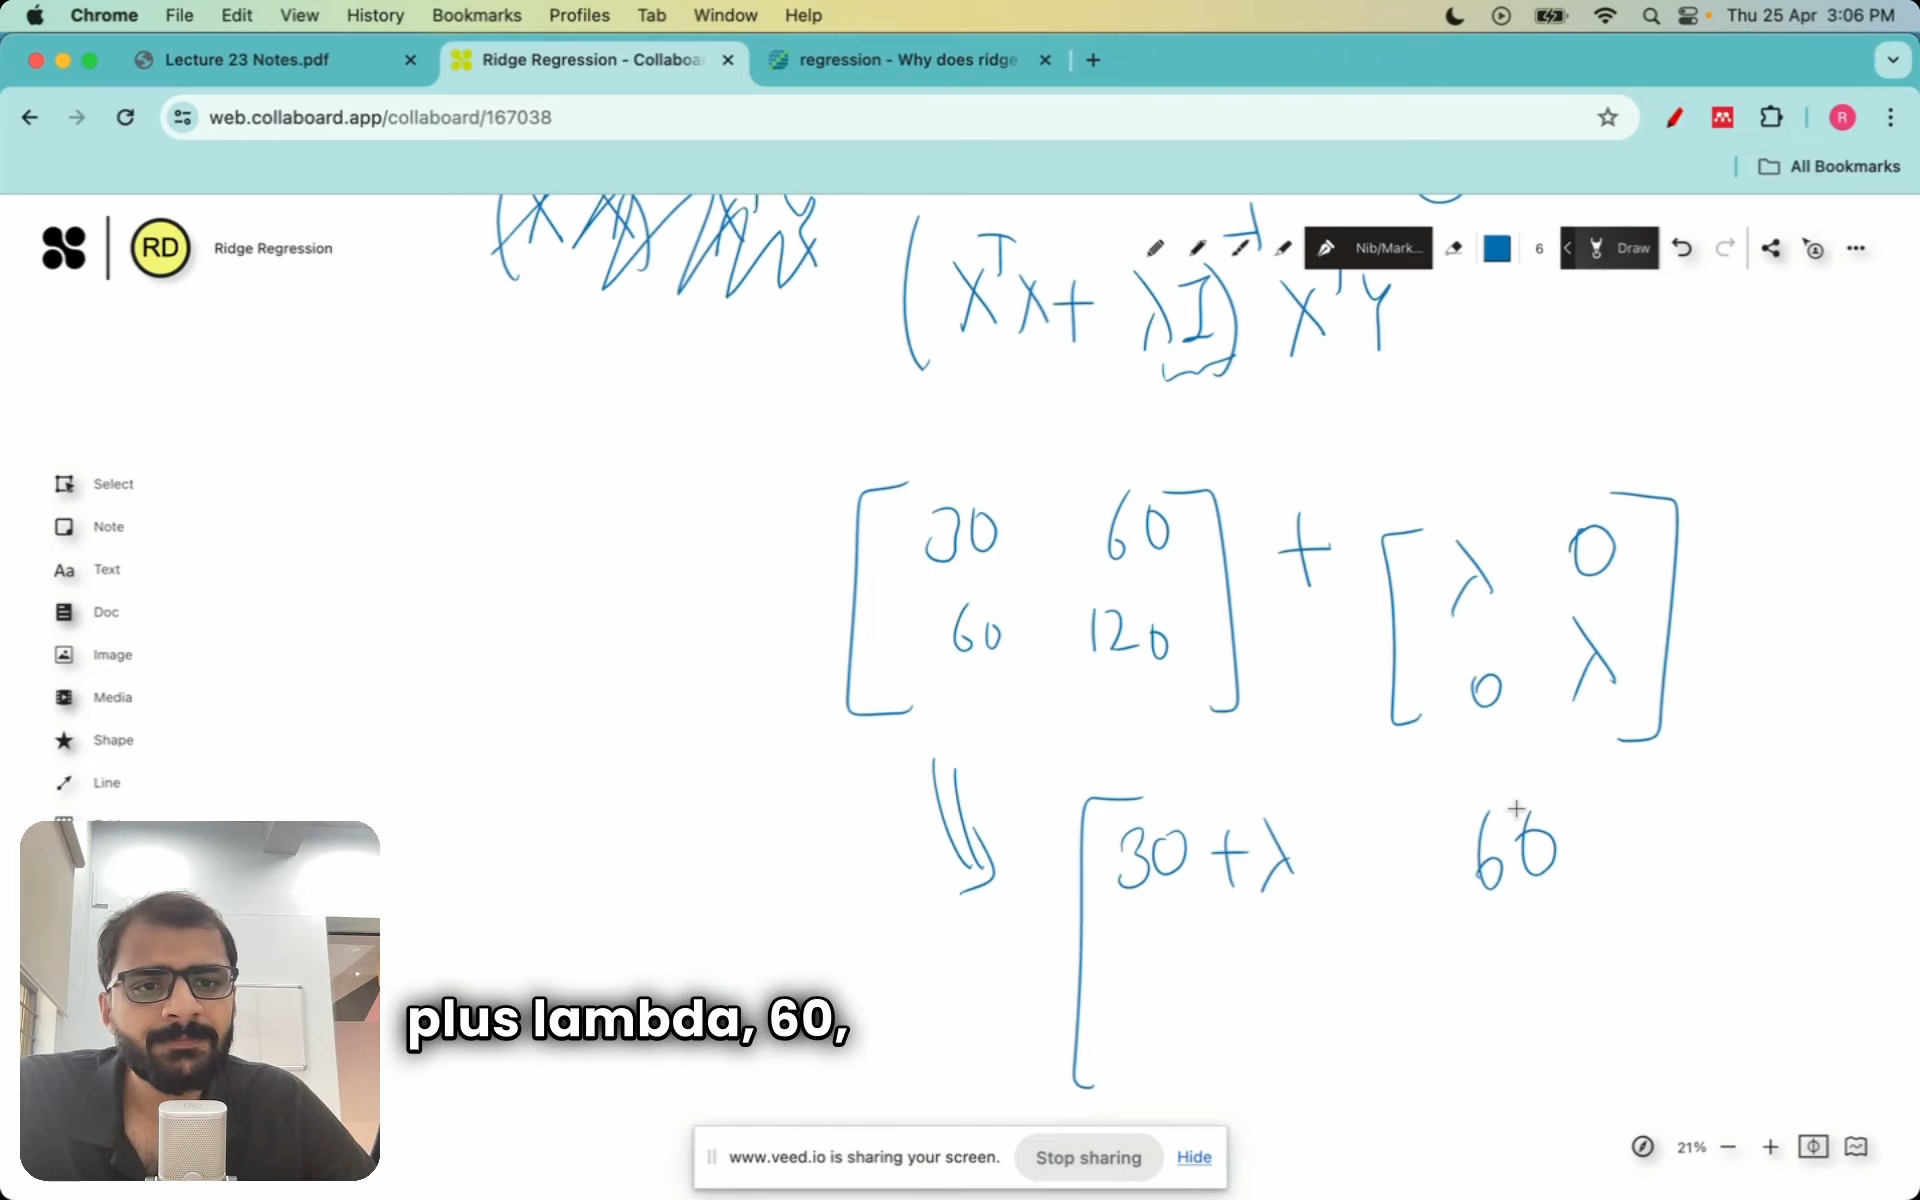 Chrome File Edit View History Bookmarks Profiles Tab Window Help Thu 25 Apr 3:06 PM
Lecture 23 Notes.pdf Ridge Regression - Collaboa regression - Why does ridge
web.collaboard.app/collaboard/167038 R
All Bookmarks
RD Ridge Regression Nib/Mark... 6 Draw
(XᵀX + λI)⁻¹ XᵀY
Select
Note
Aa Text
Doc
Image
Media
Shape
Line
30 60 + λ 0
60 120 0 λ
30 + λ 60
plus lambda, 60,
www.veed.io is sharing your screen. Stop sharing Hide
21%